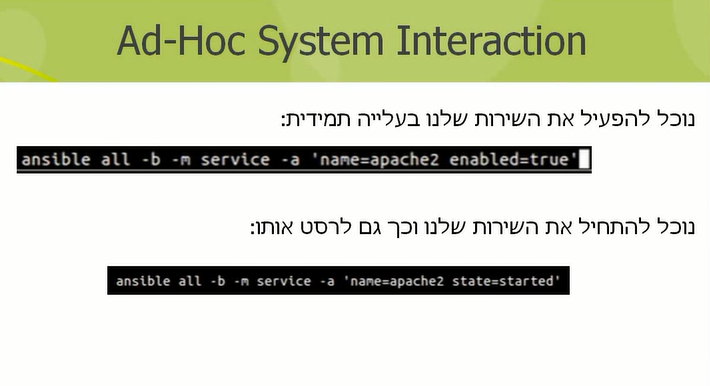 Ad-Hoc System Interaction
נוכל להפעיל את השירות שלנו בעלייה תמידית:
ansible all -b -m service -a 'name=apache2 enabled=true'
נוכל להתחיל את השירות שלנו וכך גם לרסט אותו:
ansible all -b -m service -a 'name=apache2 state=started'